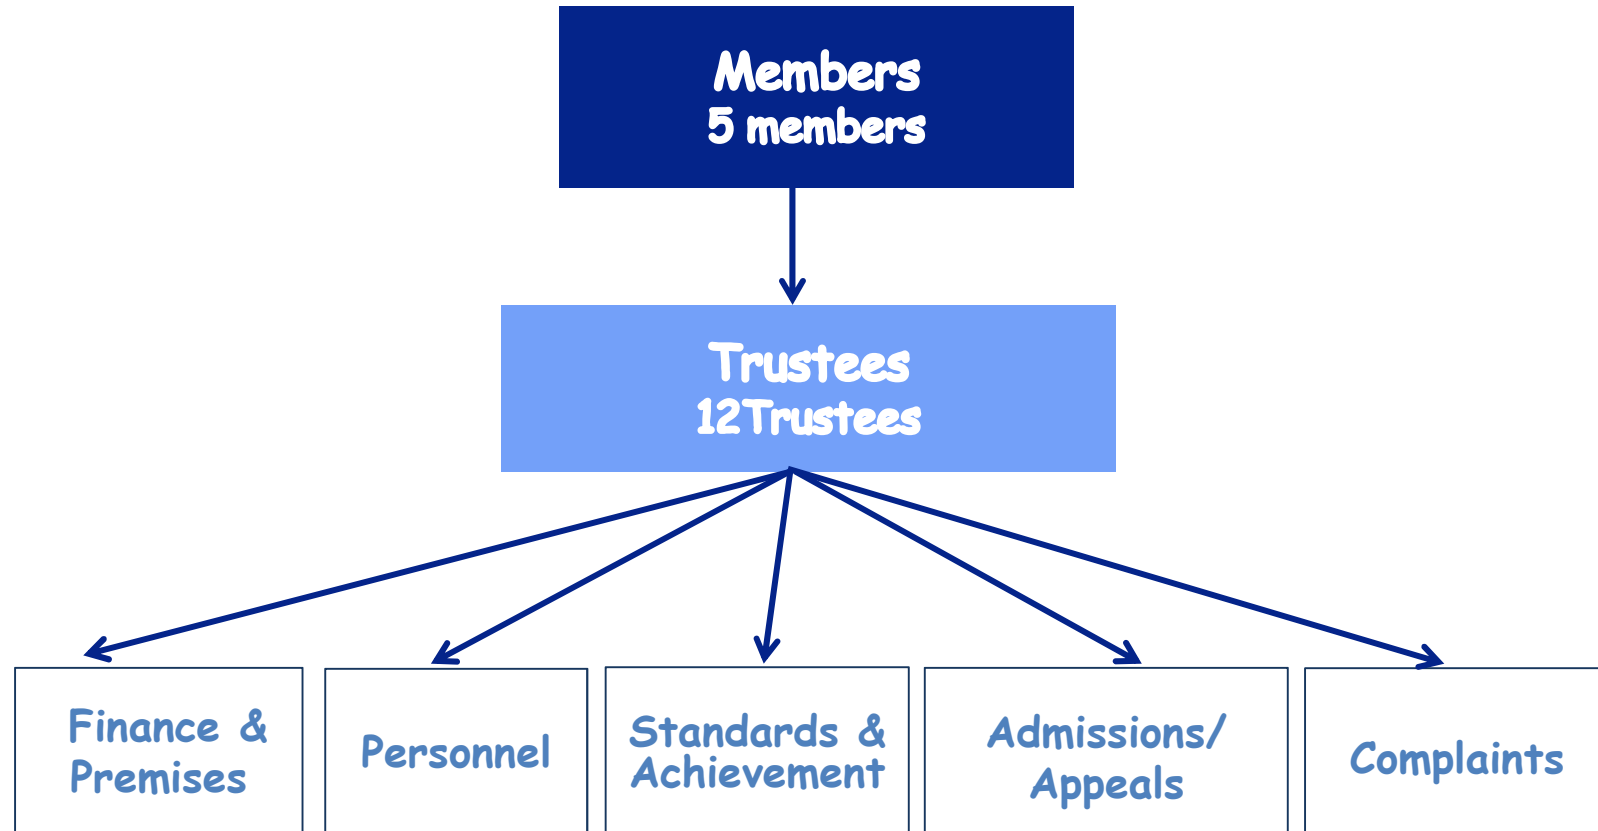 Members
5 members
Trustees
12Trustees
Finance &
Premises
Personnel
Standards &
Achievement
Admissions/
Appeals
Complaints